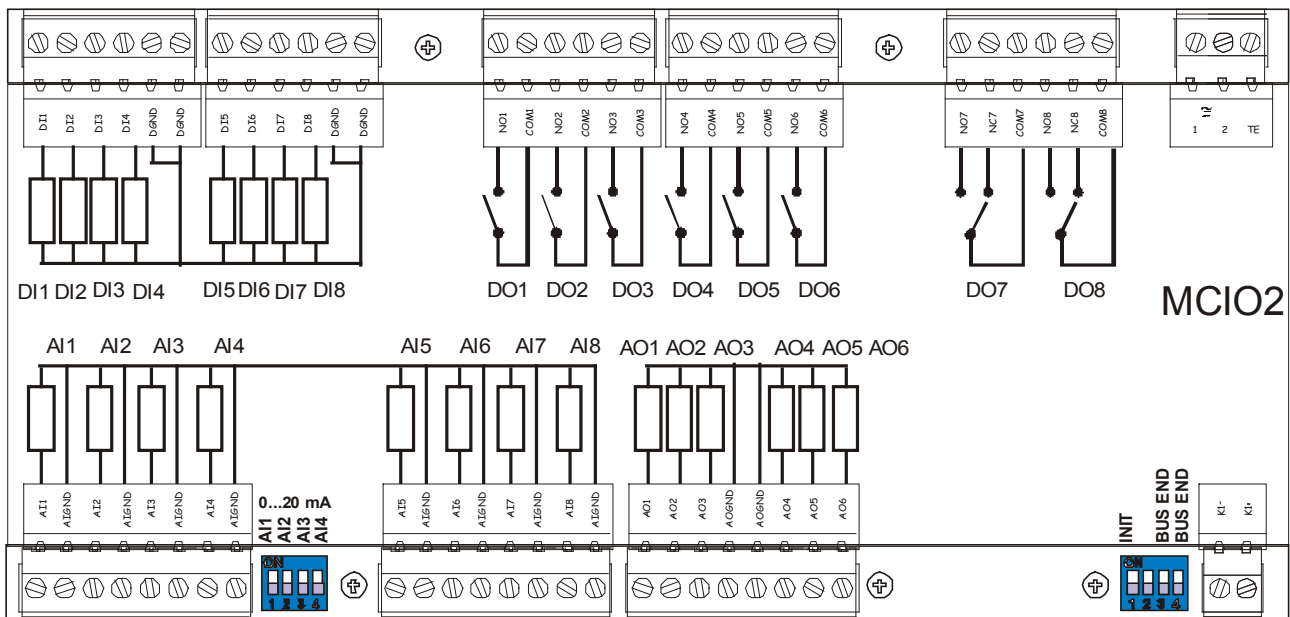 DI1 DI2 DI3 DI4 DGND DGND
DI5 DI6 DI7 DI8 DGND DGND
NO1 COM1 NO2 COM2 NO3 COM3
NO4 COM4 NO5 COM5 NO6 COM6
NO7 NC7 COM7 NO8 NC8 COM8
1 2 TE
DI1 DI2 DI3 DI4
DI5 DI6 DI7 DI8
DO1 DO2 DO3 DO4 DO5 DO6
DO7 DO8
MCIO2
AI1 AI2 AI3 AI4
AI5 AI6 AI7 AI8
AO1 AO2 AO3 AO4 AO5 AO6
AI1 AIGND AI2 AIGND AI3 AIGND AI4 AIGND
0...20 mA
AI1
AI2
AI3
AI4
ON
1 2 3 4
AI5 AIGND AI6 AIGND AI7 AIGND AI8 AIGND
AO1 AO2 AO3 AOGND AOGND AO4 AO5 AO6
INIT
BUS END
BUS END
ON
1 2 3 4
K1- K1+